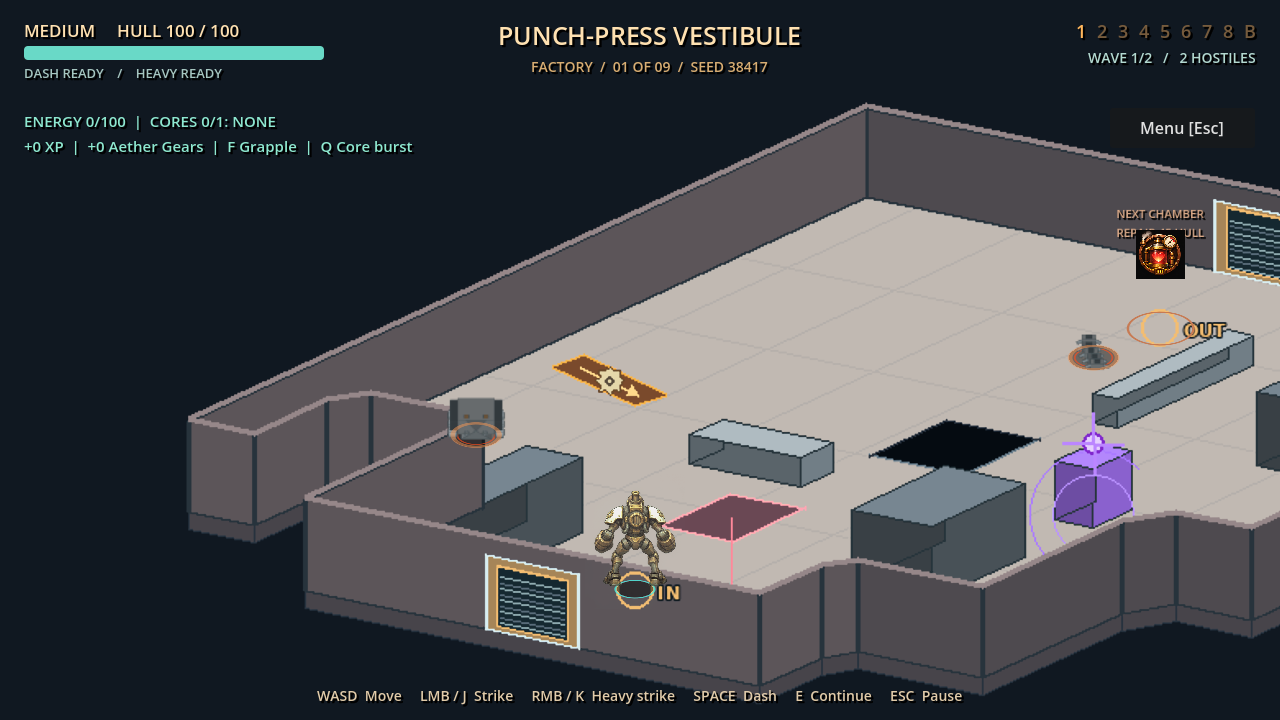 MEDIUM HULL 100 / 100
DASH READY / HEAVY READY
ENERGY 0/100 | CORES 0/1: NONE
+0 XP | +0 Aether Gears | F Grapple | Q Core burst
PUNCH-PRESS VESTIBULE
FACTORY / 01 OF 09 / SEED 38417
1 2 3 4 5 6 7 8 B
WAVE 1/2 / 2 HOSTILES
Menu [Esc]
NEXT CHAMBER
OUT
IN
WASD Move LMB / J Strike RMB / K Heavy strike SPACE Dash E Continue ESC Pause